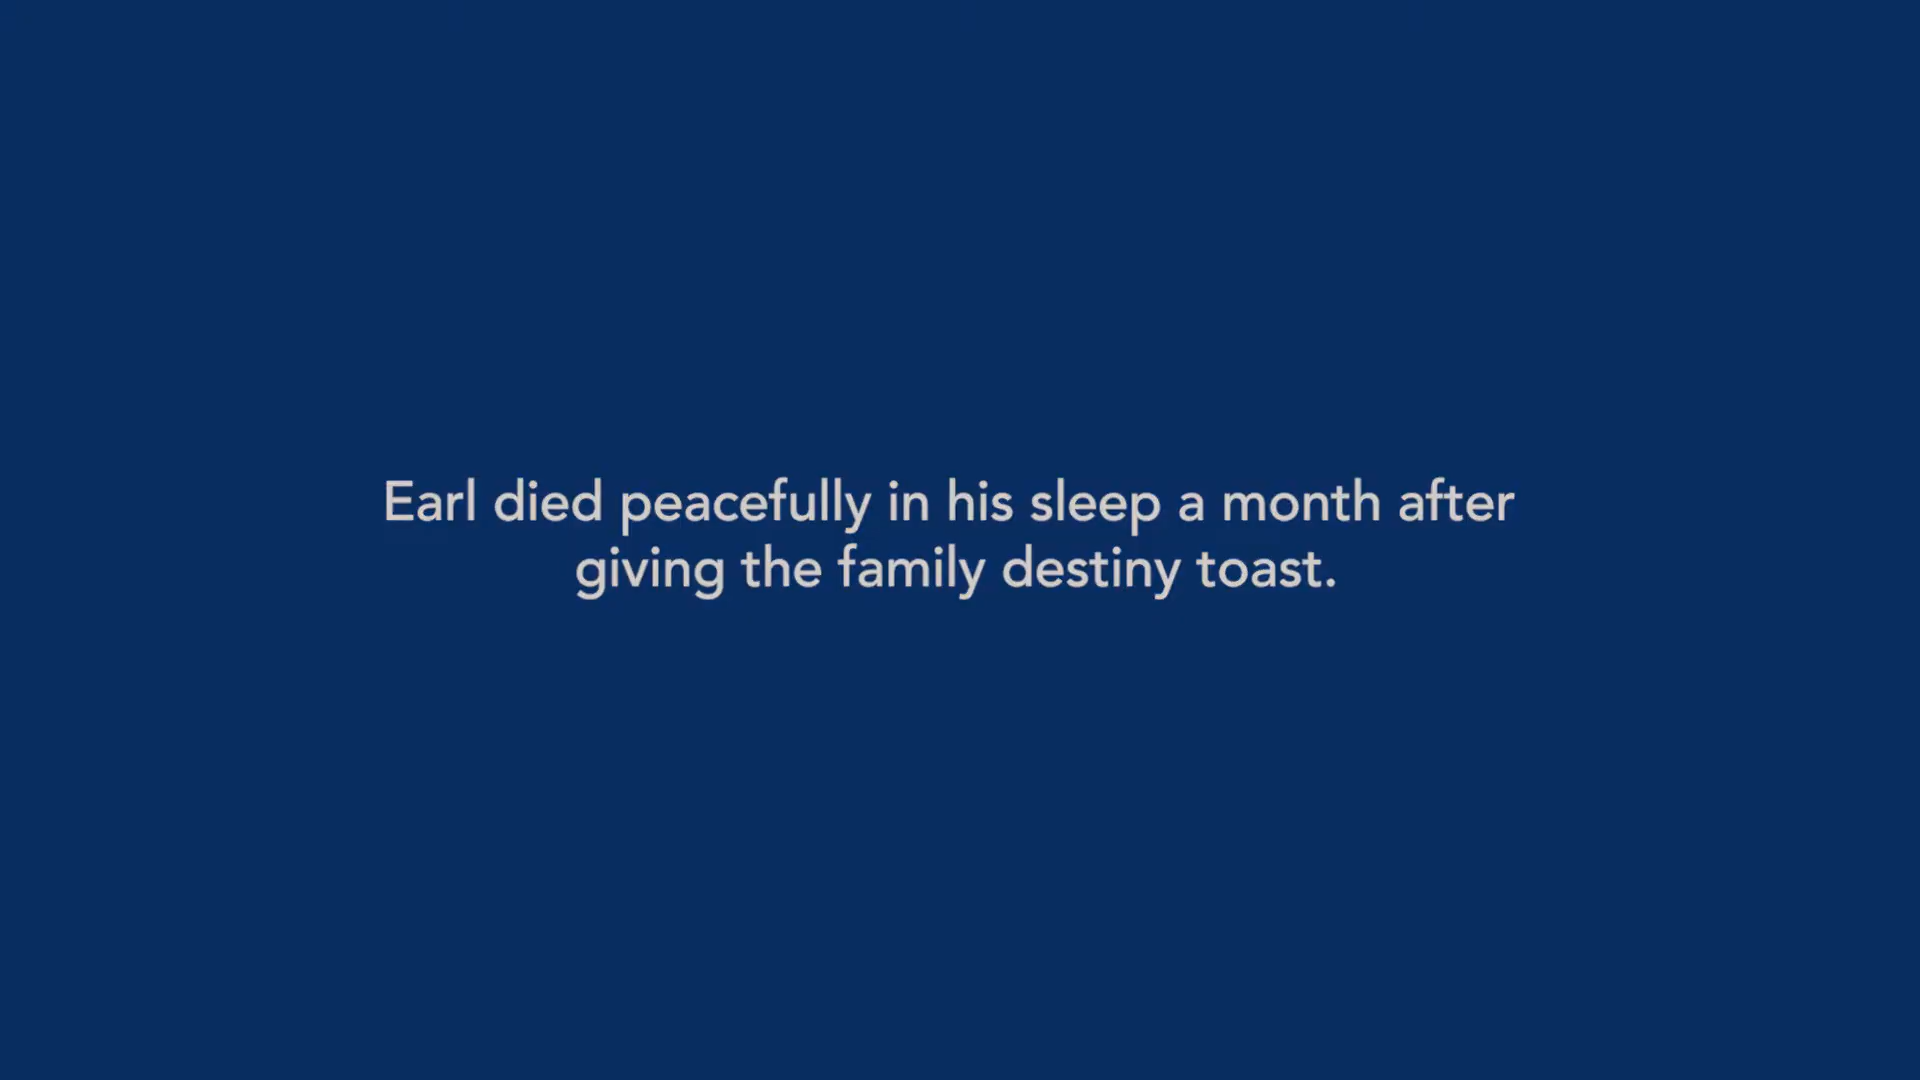 Earl died peacefully in his sleep a month after
giving the family destiny toast.